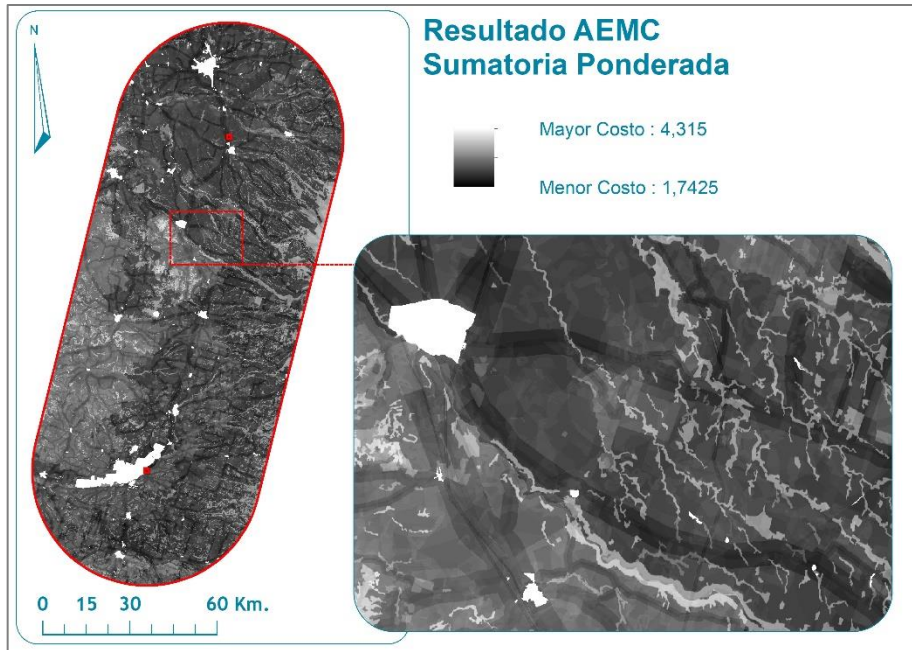 Resultado AEMC
Sumatoria Ponderada
N
Mayor Costo : 4,315
Menor Costo : 1,7425
0 15 30 60 Km.